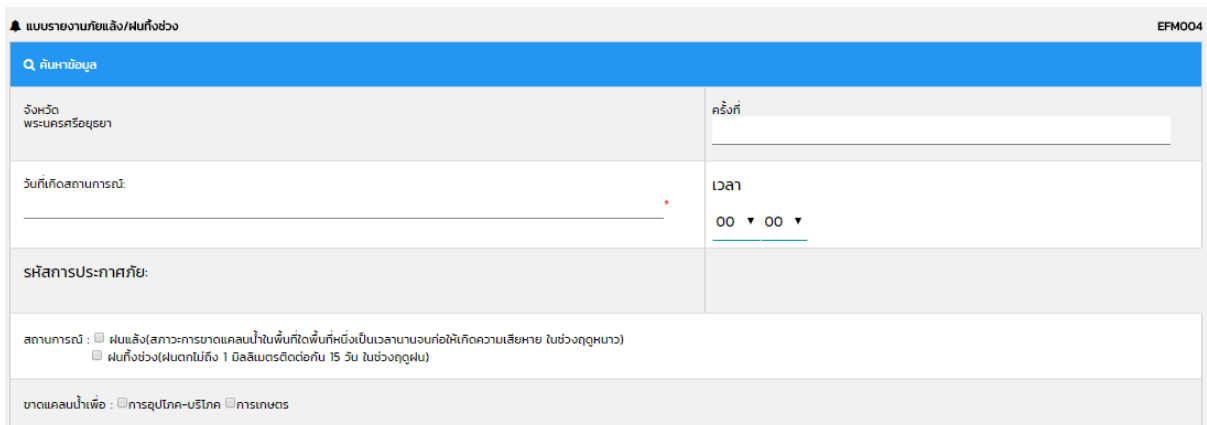 แบบรายงานภัยแล้ง/ฝนทิ้งช่วง EFM004
ค้นหาข้อมูล
จังหวัด ครั้งที่
พระนครศรีอยุธยา
วันที่เกิดสถานการณ์: * เวลา
00 ▼ 00 ▼
รหัสการประกาศภัย:
สถานการณ์ : ฝนแล้ง(สภาวะการขาดแคลนน้ำในพื้นที่ใดพื้นที่หนึ่งเป็นเวลานานจนก่อให้เกิดความเสียหาย ในช่วงฤดูหนาว)
ฝนทิ้งช่วง(ฝนตกไม่ถึง 1 มิลลิเมตรติดต่อกัน 15 วัน ในช่วงฤดูฝน)
ขาดแคลนน้ำเพื่อ : การอุปโภค-บริโภค การเกษตร